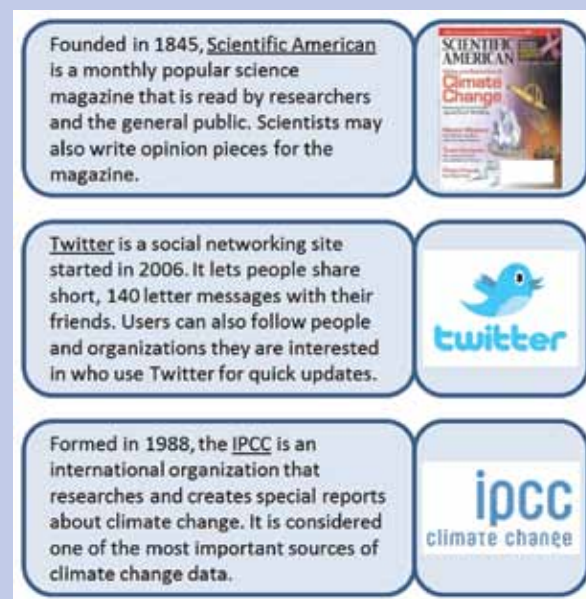 Founded in 1845, Scientific American
is a monthly popular science
magazine that is read by researchers
and the general public. Scientists may
also write opinion pieces for the
magazine.
SCIENTIFIC
AMERICAN
Climate
Change
Twitter is a social networking site
started in 2006. It lets people share
short, 140 letter messages with their
friends. Users can also follow people
and organizations they are interested
in who use Twitter for quick updates.
twitter
Formed in 1988, the IPCC is an
international organization that
researches and creates special reports
about climate change. It is considered
one of the most important sources of
climate change data.
ipcc
climate change